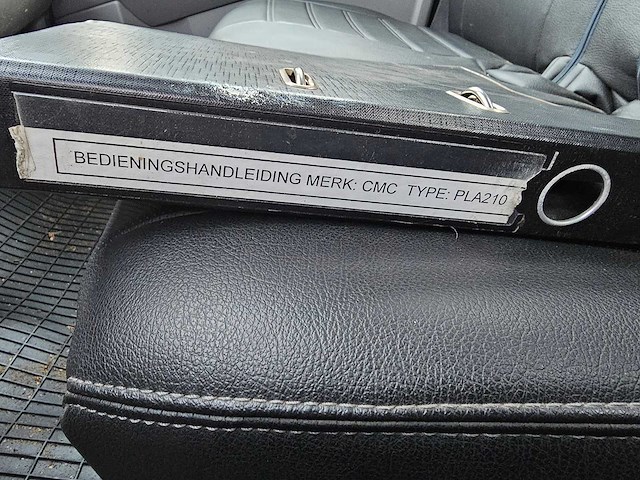 BEDIENINGSHANDLEIDING MERK: CMC TYPE: PLA210